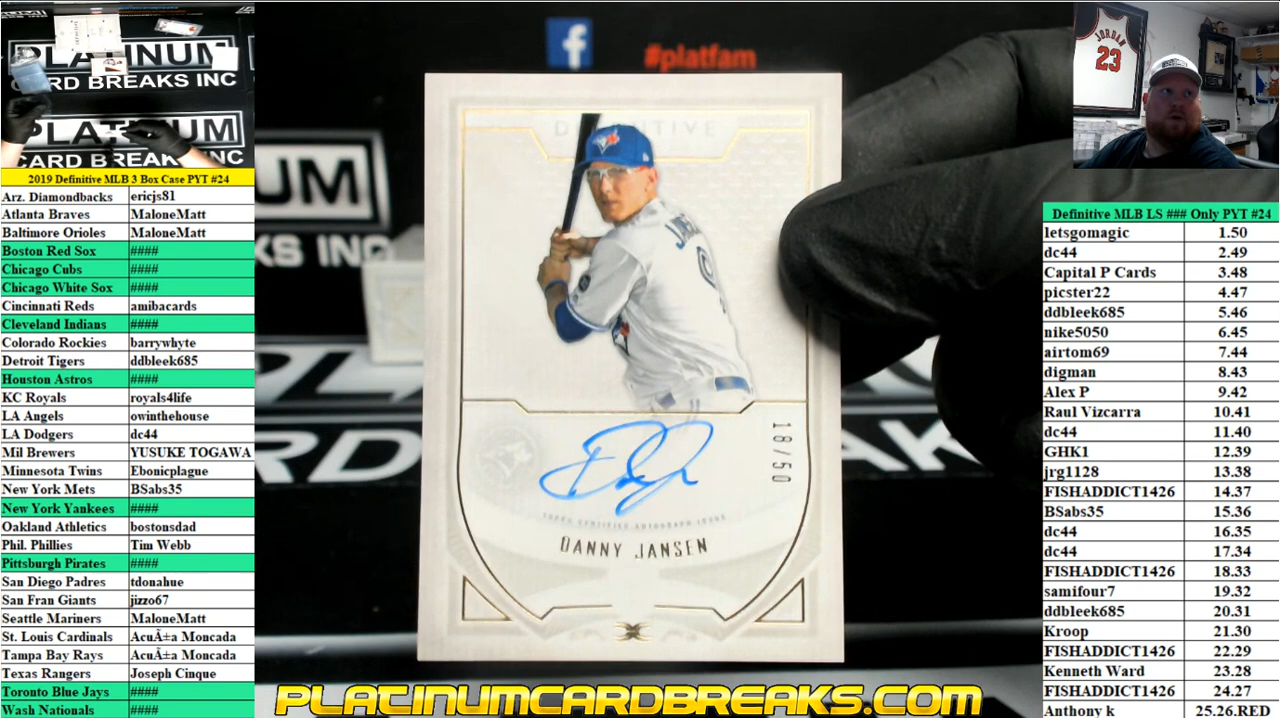 PLATINUM
CARD BREAKS INC
PLATINUM
CARD BREAKS INC
2019 Definitive MLB 3 Box Case PYT #24
Arz. Diamondbacks ericjs81
Atlanta Braves MaloneMatt
Baltimore Orioles MaloneMatt
Boston Red Sox ####
Chicago Cubs ####
Chicago White Sox ####
Cincinnati Reds amibacards
Cleveland Indians ####
Colorado Rockies barrywhyte
Detroit Tigers ddbleek685
Houston Astros ####
KC Royals royals4life
LA Angels owinthehouse
LA Dodgers dc44
Mil Brewers YUSUKE TOGAWA
Minnesota Twins Ebonicplague
New York Mets BSabs35
New York Yankees ####
Oakland Athletics bostonsdad
Phil. Phillies Tim Webb
Pittsburgh Pirates ####
San Diego Padres tdonahue
San Fran Giants jizzo67
Seattle Mariners MaloneMatt
St. Louis Cardinals AcuÃ±a Moncada
Tampa Bay Rays AcuÃ±a Moncada
Texas Rangers Joseph Cinque
Toronto Blue Jays ####
Wash Nationals ####
#platfam
UM
KS INC
DEFINITIVE
18/50
TOPPS CERTIFIED AUTOGRAPH ISSUE
DANNY JANSEN
PLATINUMCARDBREAKS.COM
JORDAN
23
Definitive MLB LS ### Only PYT #24
letsgomagic 1.50
dc44 2.49
Capital P Cards 3.48
picster22 4.47
ddbleek685 5.46
nike5050 6.45
airtom69 7.44
digman 8.43
Alex P 9.42
Raul Vizcarra 10.41
dc44 11.40
GHK1 12.39
jrg1128 13.38
FISHADDICT1426 14.37
BSabs35 15.36
dc44 16.35
dc44 17.34
FISHADDICT1426 18.33
samifour7 19.32
ddbleek685 20.31
Kroop 21.30
FISHADDICT1426 22.29
Kenneth Ward 23.28
FISHADDICT1426 24.27
Anthony k 25.26.RED